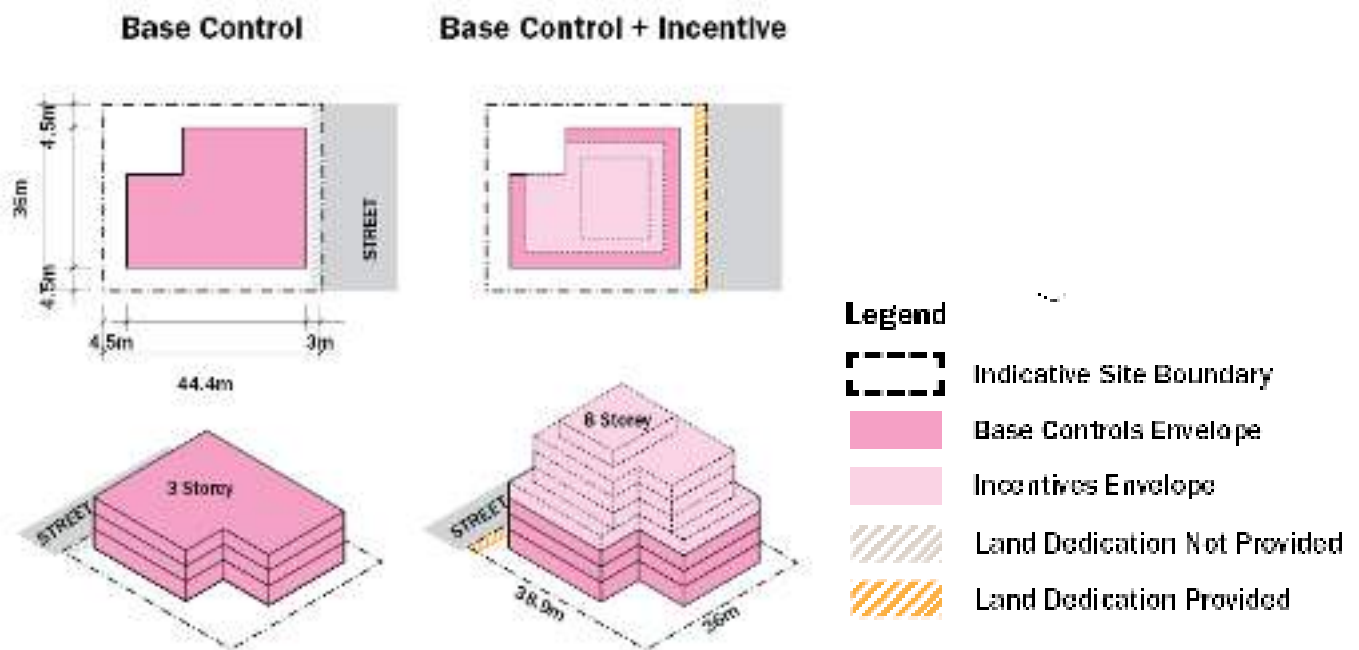 Base Control
Base Control + Incentive
4.5m
36m
4.5m
STREET
4.5m
3m
44.4m
3 Storey
STREET
8 Storey
STREET
38.9m
36m
Legend
Indicative Site Boundary
Base Controls Envelope
Incentives Envelope
Land Dedication Not Provided
Land Dedication Provided